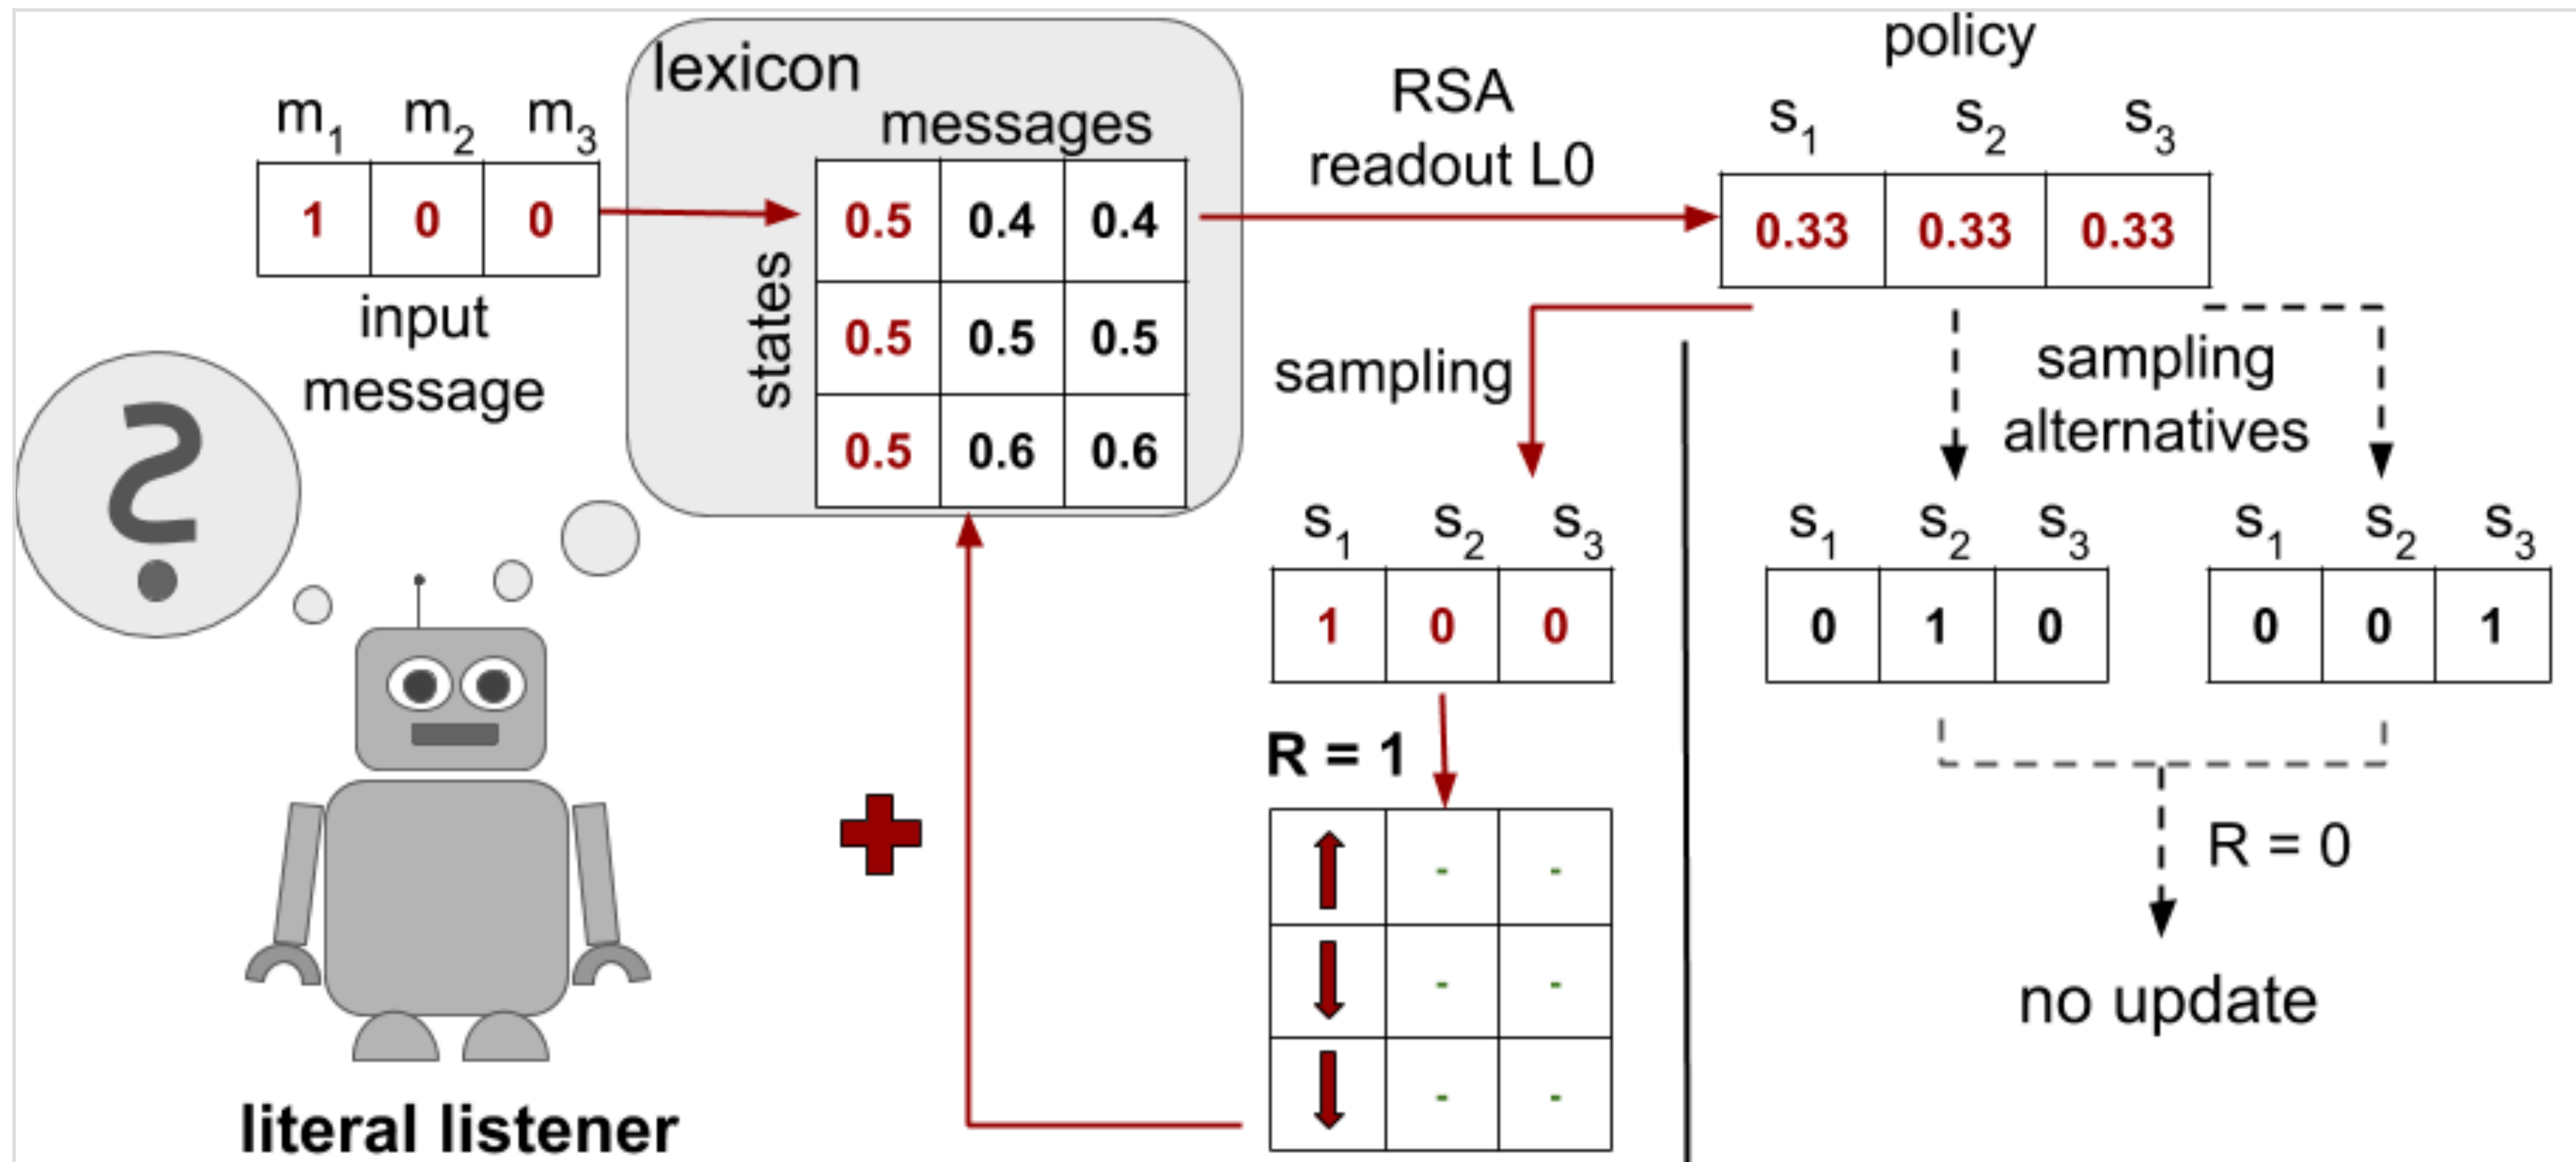 policy
lexicon
RSA
readout L0
m1 m2 m3
messages
s1 s2 s3
1 0 0
0.5 0.4 0.4
0.33 0.33 0.33
input
message
states
0.5 0.5 0.5
0.5 0.6 0.6
sampling
sampling
alternatives
?
s1 s2 s3
s1 s2 s3
s1 s2 s3
1 0 0
0 1 0
0 0 1
R = 1
R = 0
- -
- -
- -
no update
literal listener